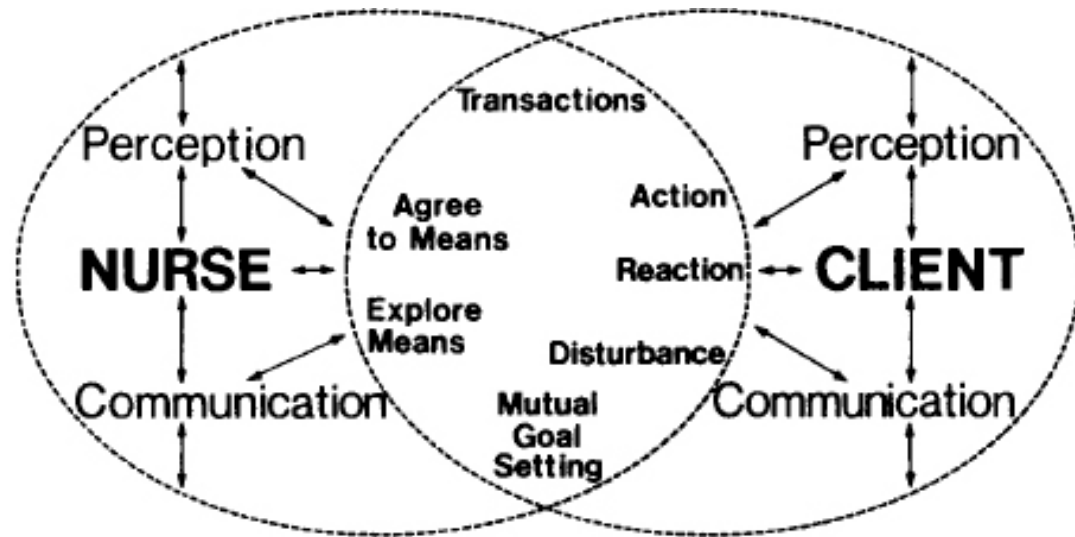 Transactions
Perception
Perception
Action
Agree
to Means
NURSE
Reaction
CLIENT
Explore
Means
Disturbance
Communication
Communication
Mutual
Goal
Setting